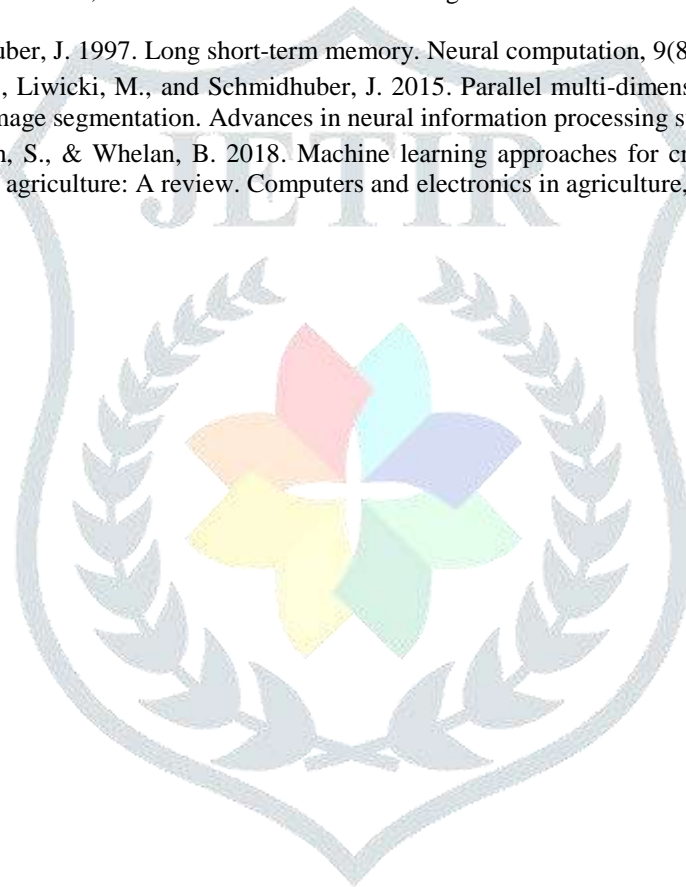 uber, J. 1997. Long short-term memory. Neural computation, 9(8
, Liwicki, M., and Schmidhuber, J. 2015. Parallel multi-dimens
mage segmentation. Advances in neural information processing s
n, S., & Whelan, B. 2018. Machine learning approaches for cr
agriculture: A review. Computers and electronics in agriculture,
JETIR